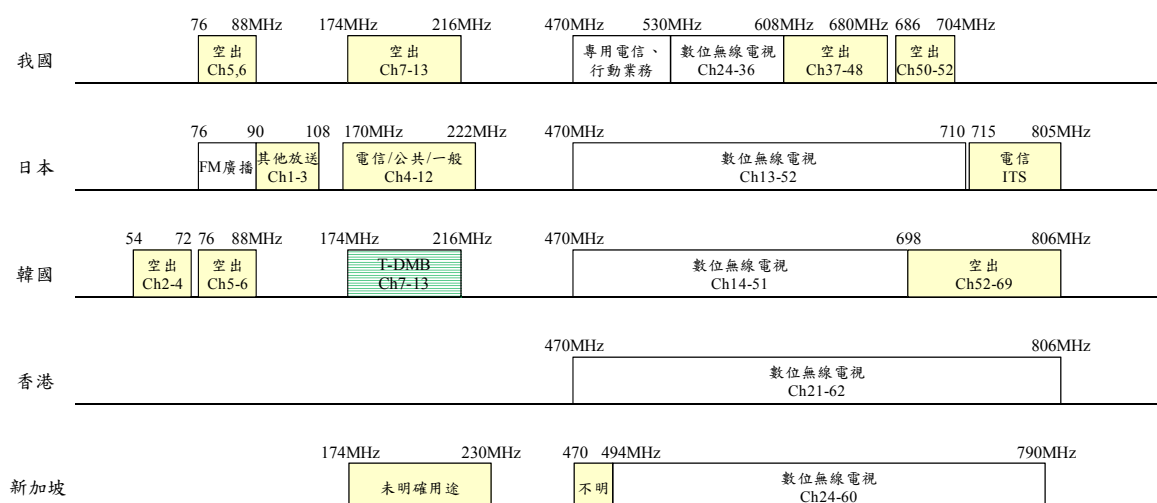 76 88MHz 174MHz 216MHz 470MHz 530MHz 608MHz 680MHz 686 704MHz
我國
空出 空出 專用電信、 數位無線電視 空出 空出
Ch5,6 Ch7-13 行動業務 Ch24-36 Ch37-48 Ch50-52
76 90 108 170MHz 222MHz 470MHz 710 715 805MHz
日本
FM廣播 其他放送 電信/公共/一般 數位無線電視 電信
Ch1-3 Ch4-12 Ch13-52 ITS
54 72 76 88MHz 174MHz 216MHz 470MHz 698 806MHz
韓國
空出 空出 T-DMB 數位無線電視 空出
Ch2-4 Ch5-6 Ch7-13 Ch14-51 Ch52-69
470MHz 806MHz
香港
數位無線電視
Ch21-62
174MHz 230MHz 470 494MHz 790MHz
新加坡
未明確用途 不明 數位無線電視
Ch24-60